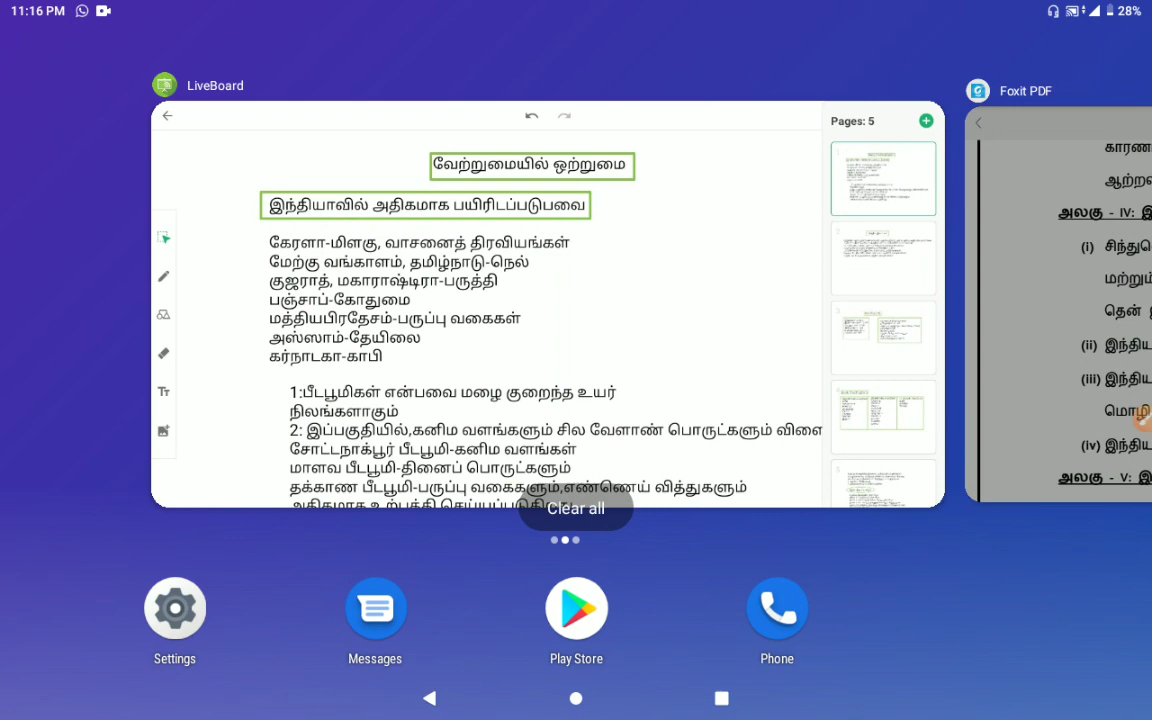 11:16 PM
28%
LiveBoard
Foxit PDF
Pages: 5
வேற்றுமையில் ஒற்றுமை
இந்தியாவில் அதிகமாக பயிரிடப்படுபவை
கேரளா-மிளகு, வாசனைத் திரவியங்கள்
மேற்கு வங்காளம், தமிழ்நாடு-நெல்
குஜராத், மகாராஷ்டிரா-பருத்தி
பஞ்சாப்-கோதுமை
மத்தியபிரதேசம்-பருப்பு வகைகள்
அஸ்ஸாம்-தேயிலை
கர்நாடகா-காபி
1:பீடபூமிகள் என்பவை மழை குறைந்த உயர்
நிலங்களாகும்
2: இப்பகுதியில்,கனிம வளங்களும் சில வேளாண் பொருட்களும் விளை
சோட்டநாக்பூர் பீடபூமி-கனிம வளங்கள்
மாளவ பீடபூமி-தினைப் பொருட்களும்
தக்காண பீடபூமி-பருப்பு வகைகளும்,எண்ணெய் வித்துகளும்
Tт
காரண
ஆற்றல
அலகு - IV: இ
(i) சிந்து
மற்றும்
தென்
(ii) இந்திய
(iii) இந்திய
மொழி
(iv) இந்திய
அலகு - V: இ
Clear all
Settings
Messages
Play Store
Phone